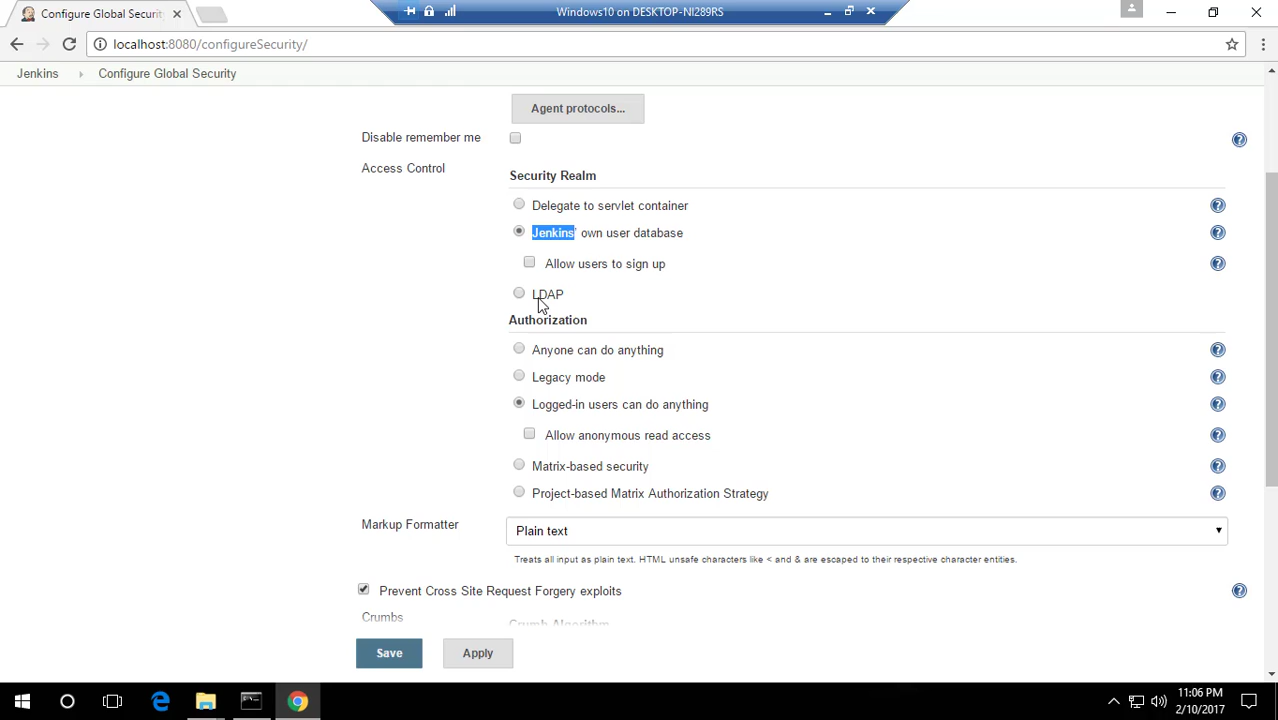 Configure Global Securit
Windows10 on DESKTOP-NI289RS
localhost:8080/configureSecurity/
Jenkins
Configure Global Security
Agent protocols...
Disable remember me
Access Control
Security Realm
Delegate to servlet container
Jenkins' own user database
Allow users to sign up
LDAP
Authorization
Anyone can do anything
Legacy mode
Logged-in users can do anything
Allow anonymous read access
Matrix-based security
Project-based Matrix Authorization Strategy
Markup Formatter
Plain text
Treats all input as plain text. HTML unsafe characters like < and & are escaped to their respective character entities.
Prevent Cross Site Request Forgery exploits
Crumbs
Crumb Algorithm
Save
Apply
11:06 PM
2/10/2017